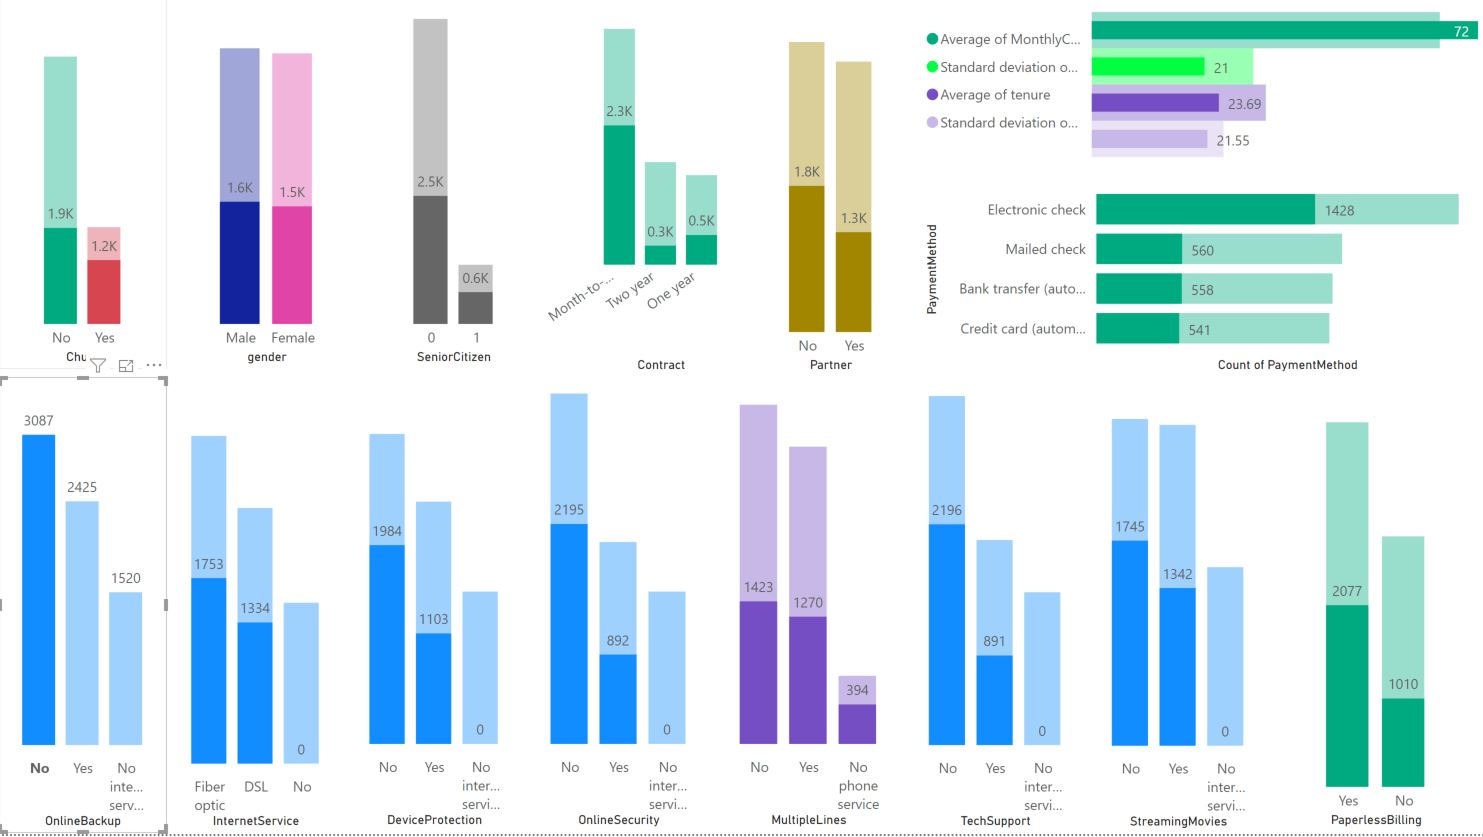 1.9K
1.2K
No
Yes
Chu
1.6K
1.5K
Male
Female
gender
2.5K
0.6K
0
1
SeniorCitizen
2.3K
0.3K
0.5K
Month-to-...
Two year
One year
Contract
1.8K
1.3K
No
Yes
Partner
Average of MonthlyC...
Standard deviation o...
Average of tenure
Standard deviation o...
72
21
23.69
21.55
PaymentMethod
Electronic check
1428
Mailed check
560
Bank transfer (auto...
558
Credit card (autom...
541
Count of PaymentMethod
3087
2425
1520
No
Yes
No
inte...
serv...
OnlineBackup
1753
1334
0
Fiber
optic
DSL
No
InternetService
1984
1103
0
No
Yes
No
inter...
servi...
DeviceProtection
2195
892
0
No
Yes
No
inter...
servi...
OnlineSecurity
1423
1270
394
No
Yes
No
phone
service
MultipleLines
2196
891
0
No
Yes
No
inter...
servi...
TechSupport
1745
1342
0
No
Yes
No
inter...
servi...
StreamingMovies
2077
1010
Yes
No
PaperlessBilling